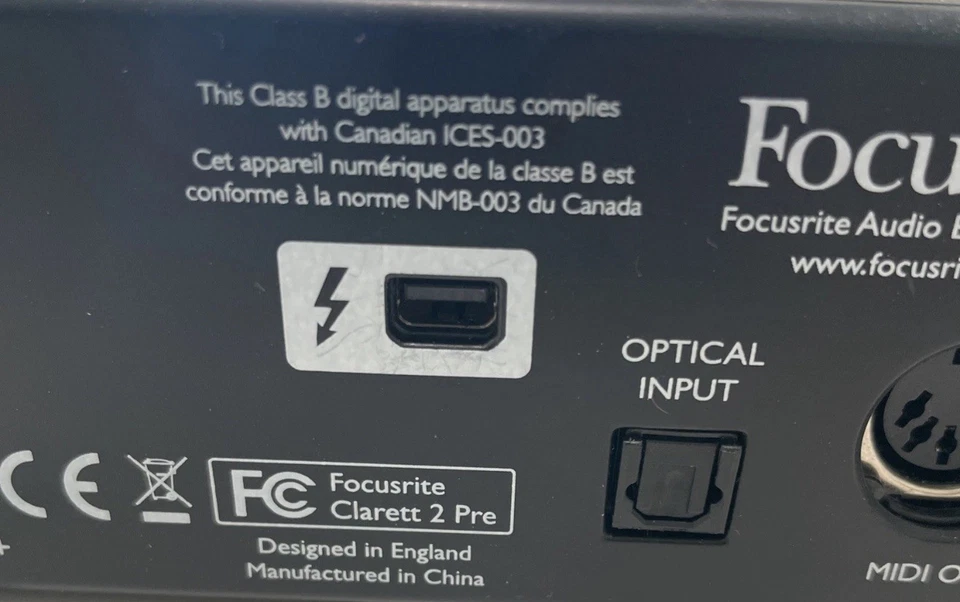 This Class B digital apparatus complies
with Canadian ICES-003
Cet appareil numérique de la classe B est
conforme à la norme NMB-003 du Canada
Focu
Focusrite Audio E
www.focusri
OPTICAL
INPUT
CE
FC Focusrite
Clarett 2 Pre
Designed in England
Manufactured in China
MIDI O